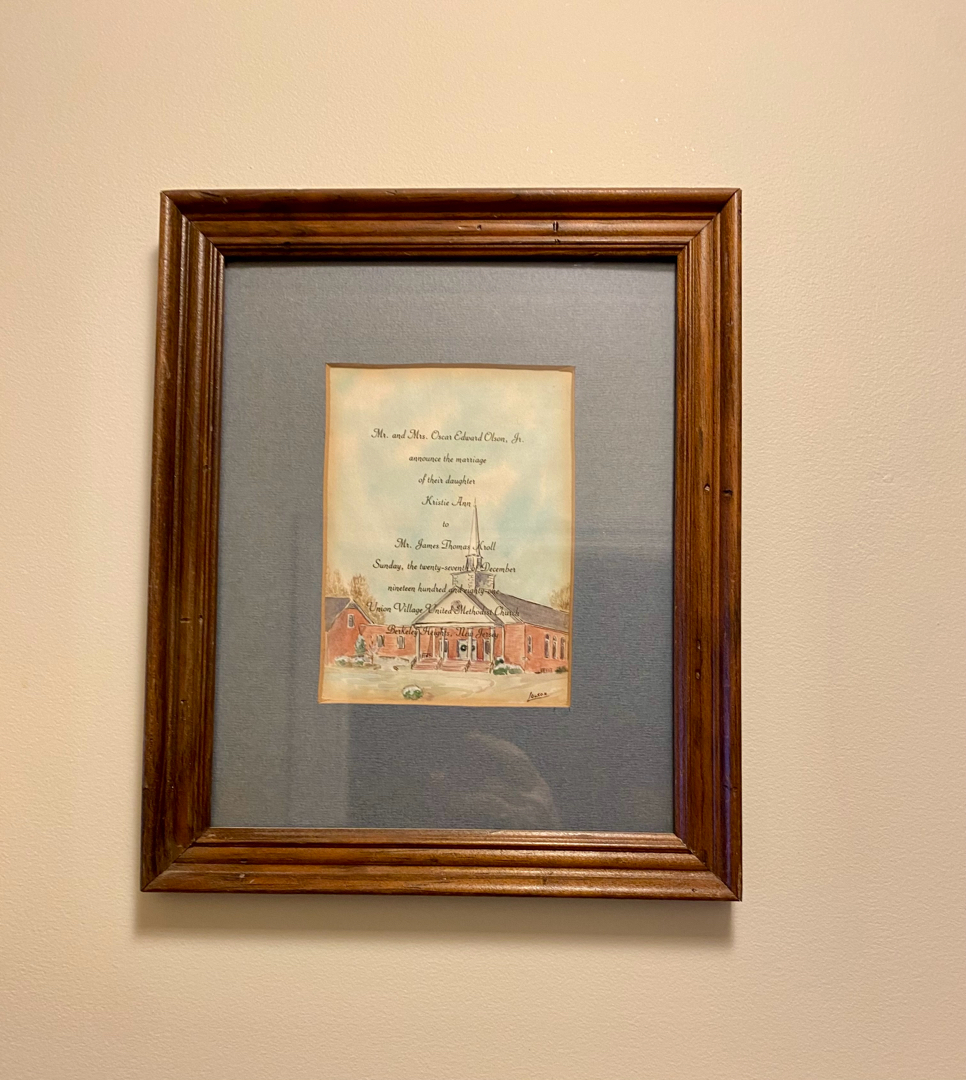 Mr. and Mrs. Oscar Edward Olson, Jr.
announce the marriage
of their daughter
Kristie Ann
to
Mr. James Thomas Kroll
Sunday, the twenty-seventh of December
nineteen hundred and eighty-one
Union Village United Methodist Church
Berkeley Heights, New Jersey